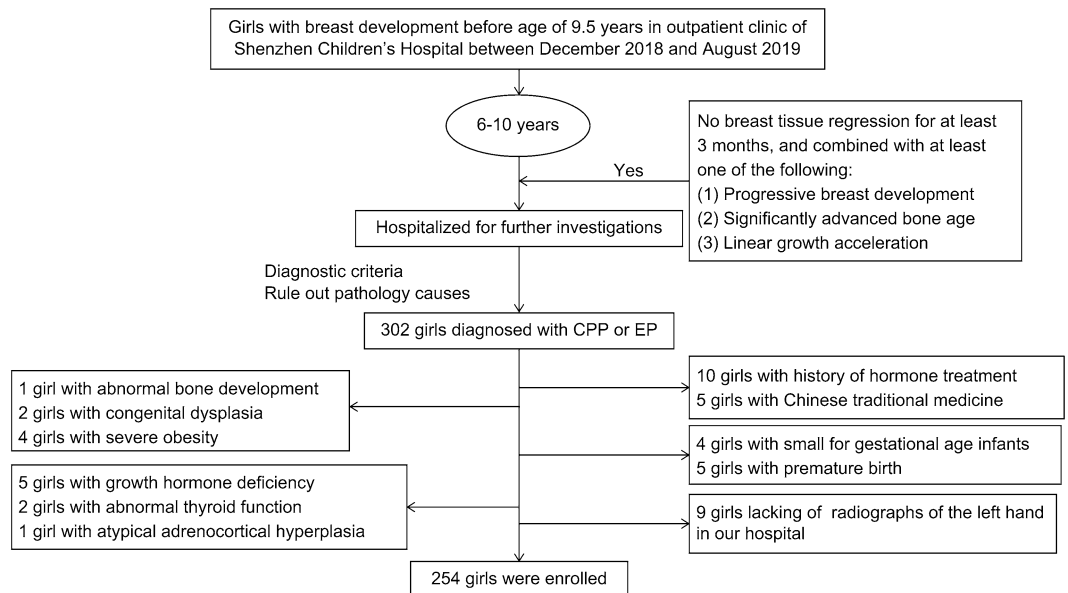 Girls with breast development before age of 9.5 years in outpatient clinic of
Shenzhen Children's Hospital between December 2018 and August 2019
6-10 years
No breast tissue regression for at least
3 months, and combined with at least
one of the following:
(1) Progressive breast development
(2) Significantly advanced bone age
(3) Linear growth acceleration
Yes
Hospitalized for further investigations
Diagnostic criteria
Rule out pathology causes
302 girls diagnosed with CPP or EP
1 girl with abnormal bone development
2 girls with congenital dysplasia
4 girls with severe obesity
10 girls with history of hormone treatment
5 girls with Chinese traditional medicine
4 girls with small for gestational age infants
5 girls with premature birth
5 girls with growth hormone deficiency
2 girls with abnormal thyroid function
1 girl with atypical adrenocortical hyperplasia
9 girls lacking of radiographs of the left hand
in our hospital
254 girls were enrolled